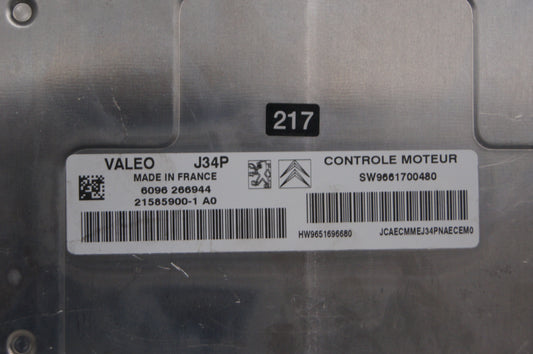 217
VALEO J34P
MADE IN FRANCE
6096 266944
21585900-1 A0
CONTROLE MOTEUR
SW9661700480
HW9651696680
JCAECMMEJ34PNAECEM0